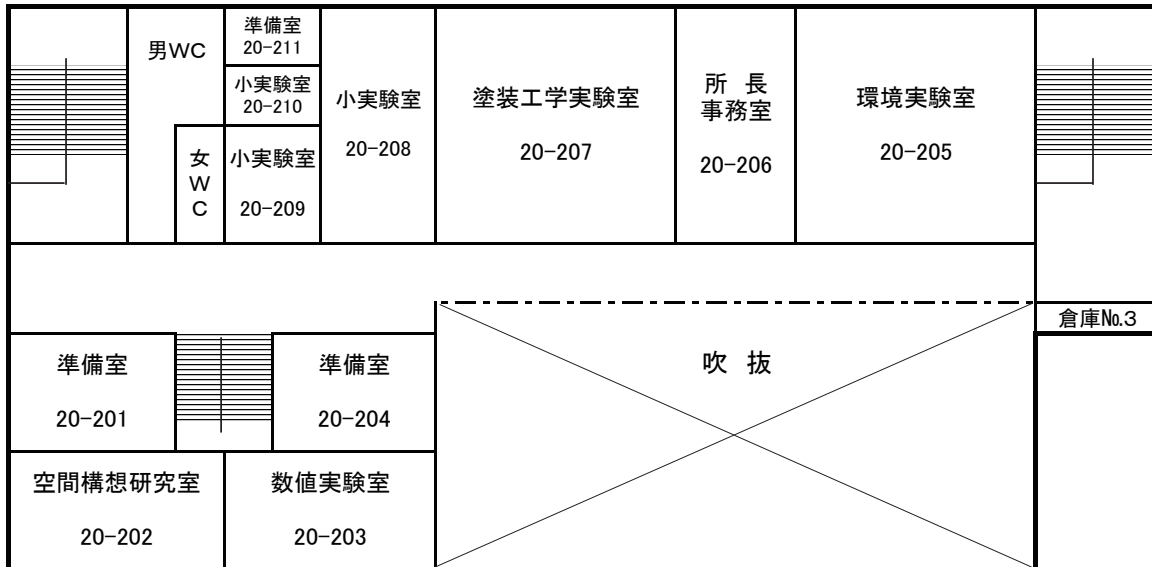 男WC
準備室
20-211
小実験室
20-210
女
W
C
小実験室
20-209
小実験室
20-208
塗装工学実験室
20-207
所 長
事務室
20-206
環境実験室
20-205
倉庫№3
準備室
20-201
準備室
20-204
吹 抜
空間構想研究室
20-202
数値実験室
20-203